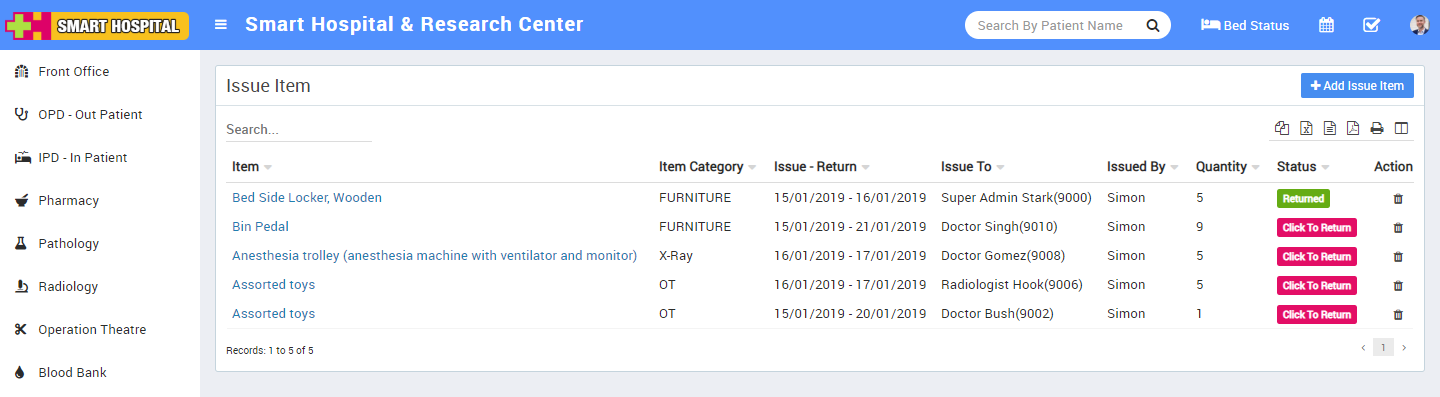 SMART HOSPITAL
Smart Hospital & Research Center
Search By Patient Name
Bed Status
Front Office
OPD - Out Patient
IPD - In Patient
Pharmacy
Pathology
Radiology
Operation Theatre
Blood Bank
Issue Item
Add Issue Item
Search...
Item Item Category Issue - Return Issue To Issued By Quantity Status Action
Bed Side Locker, Wooden FURNITURE 15/01/2019 - 16/01/2019 Super Admin Stark(9000) Simon 5 Returned
Bin Pedal FURNITURE 15/01/2019 - 21/01/2019 Doctor Singh(9010) Simon 9 Click To Return
Anesthesia trolley (anesthesia machine with ventilator and monitor) X-Ray 16/01/2019 - 17/01/2019 Doctor Gomez(9008) Simon 5 Click To Return
Assorted toys OT 16/01/2019 - 17/01/2019 Radiologist Hook(9006) Simon 5 Click To Return
Assorted toys OT 15/01/2019 - 20/01/2019 Doctor Bush(9002) Simon 1 Click To Return
Records: 1 to 5 of 5
1